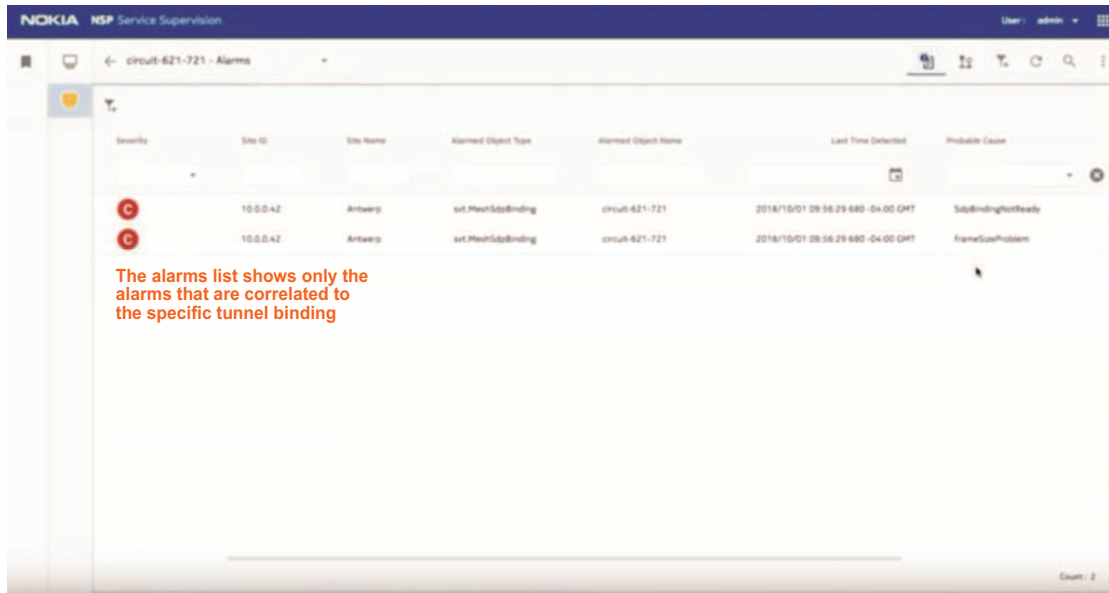 NOKIA NSP Service Supervision
User: admin
circuit-621-721 - Alarms
Severity Site ID Site Name Alarmed Object Type Alarmed Object Name Last Time Detected Probable Cause
C 10.0.0.42 Antwerp svt.MeshSdpBinding circuit-621-721 2018/10/01 09:56:29 680 -04:00 GMT SdpBindingNotReady
C 10.0.0.42 Antwerp svt.MeshSdpBinding circuit-621-721 2018/10/01 09:56:29 680 -04:00 GMT FrameSizeProblem
The alarms list shows only the
alarms that are correlated to
the specific tunnel binding
Count: 2